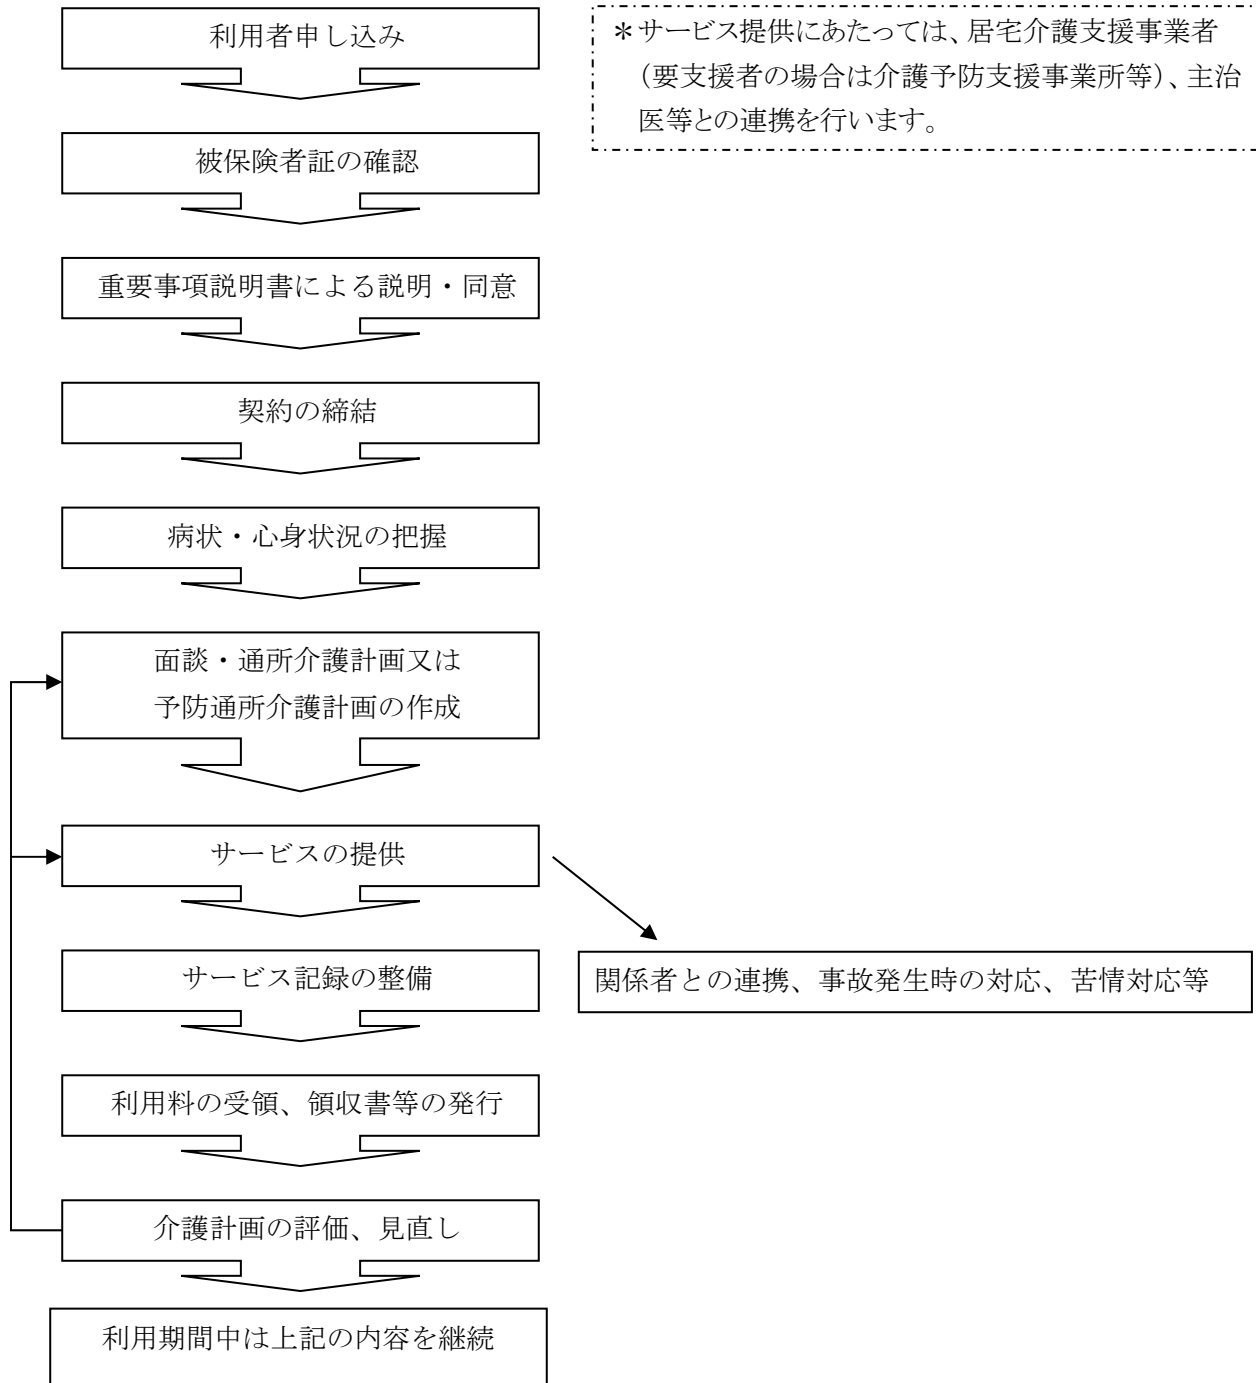 利用者申し込み
＊サービス提供にあたっては、居宅介護支援事業者
（要支援者の場合は介護予防支援事業所等）、主治
医等との連携を行います。
被保険者証の確認
重要事項説明書による説明・同意
契約の締結
病状・心身状況の把握
面談・通所介護計画又は
予防通所介護計画の作成
サービスの提供
サービス記録の整備
関係者との連携、事故発生時の対応、苦情対応等
利用料の受領、領収書等の発行
介護計画の評価、見直し
利用期間中は上記の内容を継続